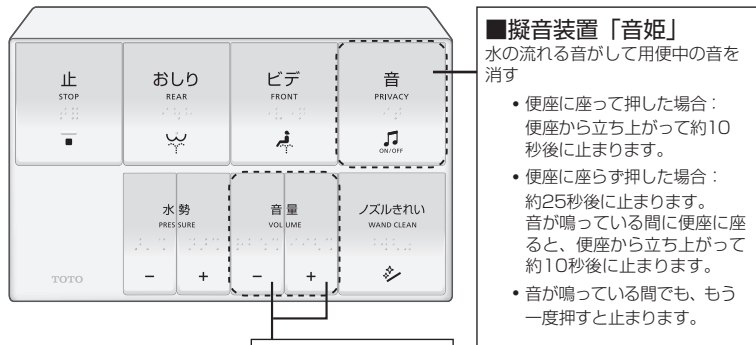 止
STOP
おしり
REAR
ビデ
FRONT
音
PRIVACY
ON/OFF
水勢
PRESSURE
− +
音量
VOLUME
− +
ノズルきれい
WAND CLEAN
TOTO
■擬音装置「音姫」
水の流れる音がして用便中の音を
消す
• 便座に座って押した場合：
便座から立ち上がって約10
秒後に止まります。
• 便座に座らず押した場合：
約25秒後に止まります。
音が鳴っている間に便座に座
ると、便座から立ち上がって
約10秒後に止まります。
• 音が鳴っている間でも、もう
一度押すと止まります。